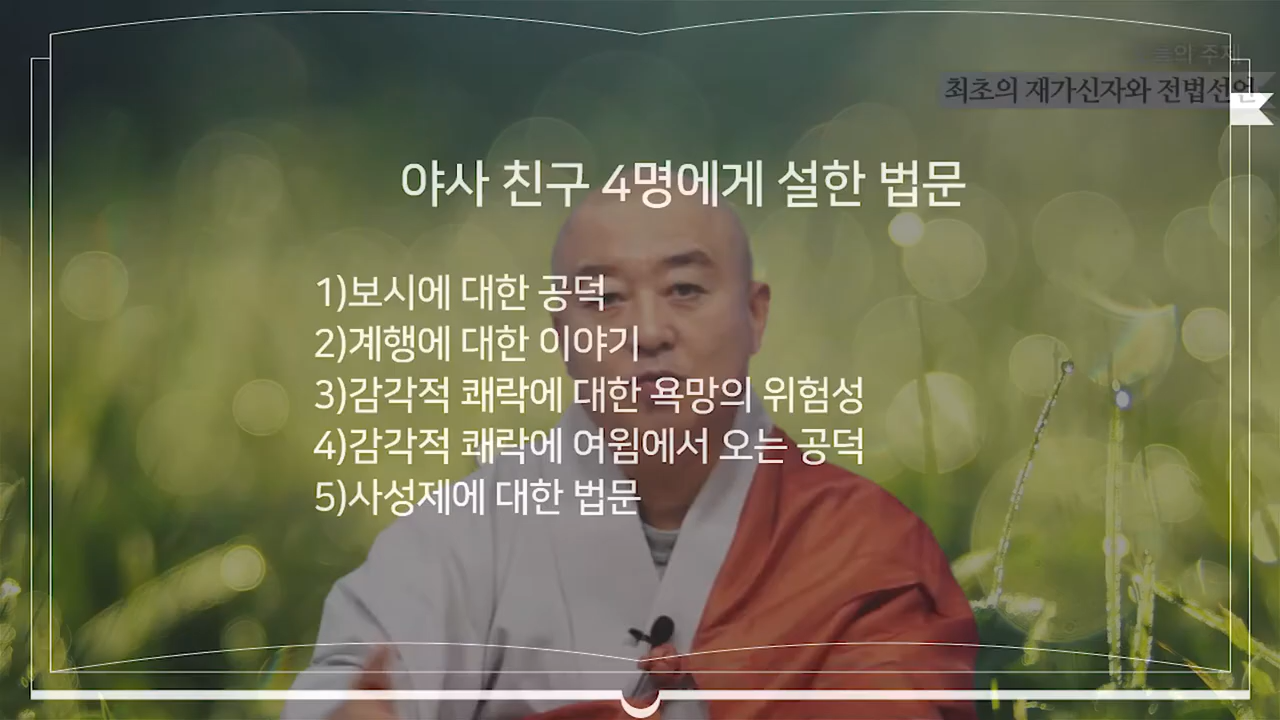 의 주제
최초의 재가신자와 전법선언
야사 친구 4명에게 설한 법문
1)보시에 대한 공덕
2)계행에 대한 이야기
3)감각적 쾌락에 대한 욕망의 위험성
4)감각적 쾌락에 여윔에서 오는 공덕
5)사성제에 대한 법문